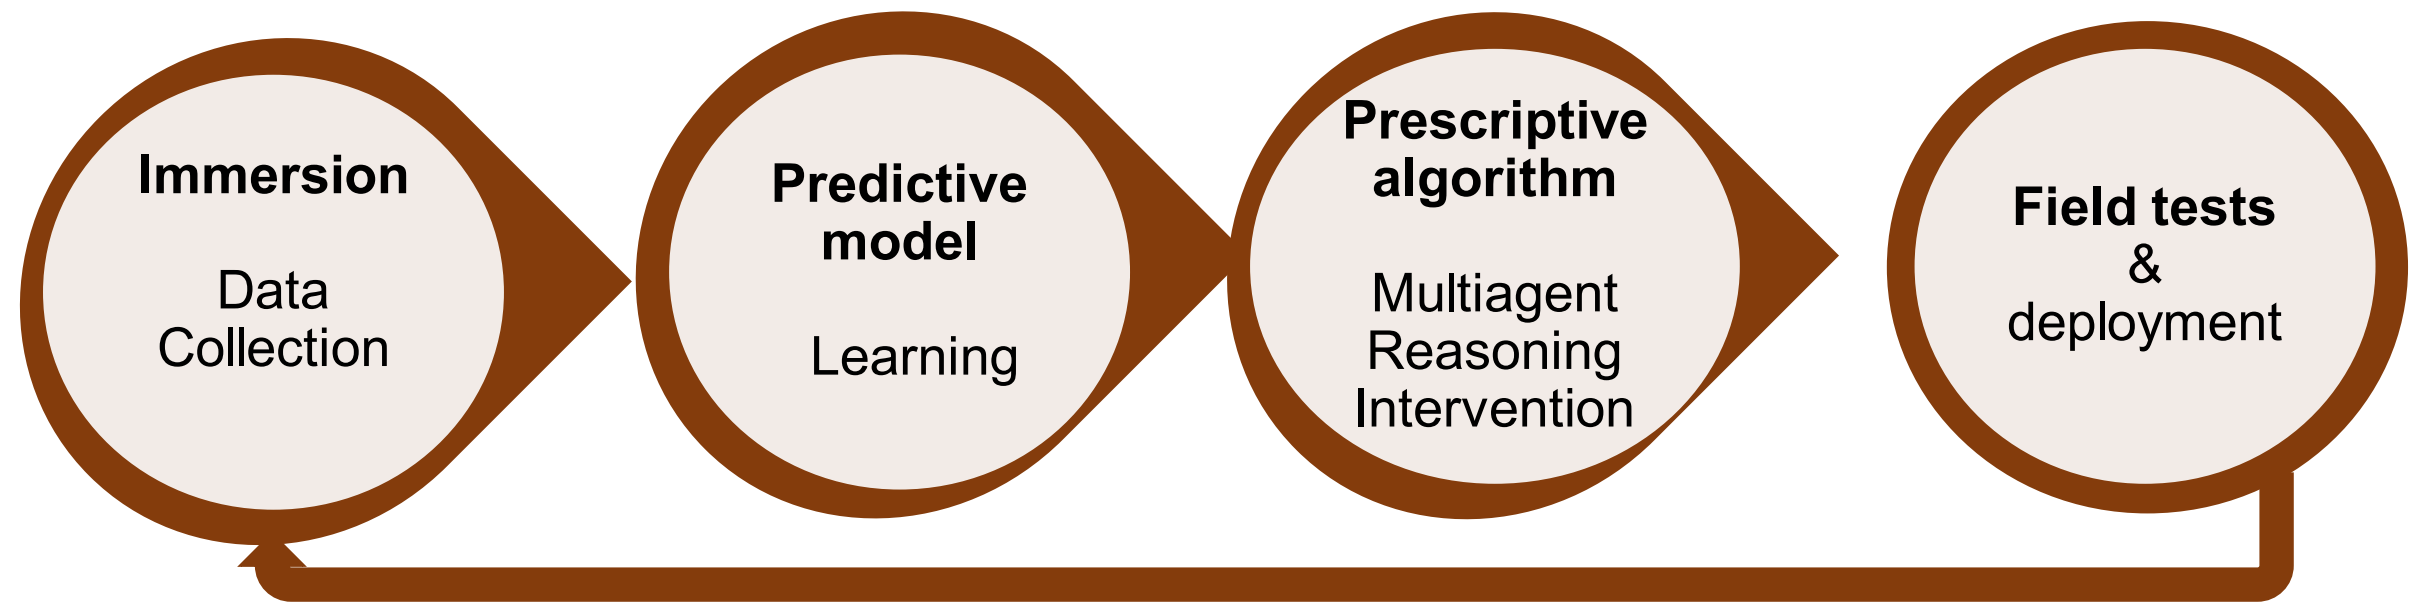 Immersion
Data
Collection
Predictive
model
Learning
Prescriptive
algorithm
Multiagent
Reasoning
Intervention
Field tests
&
deployment